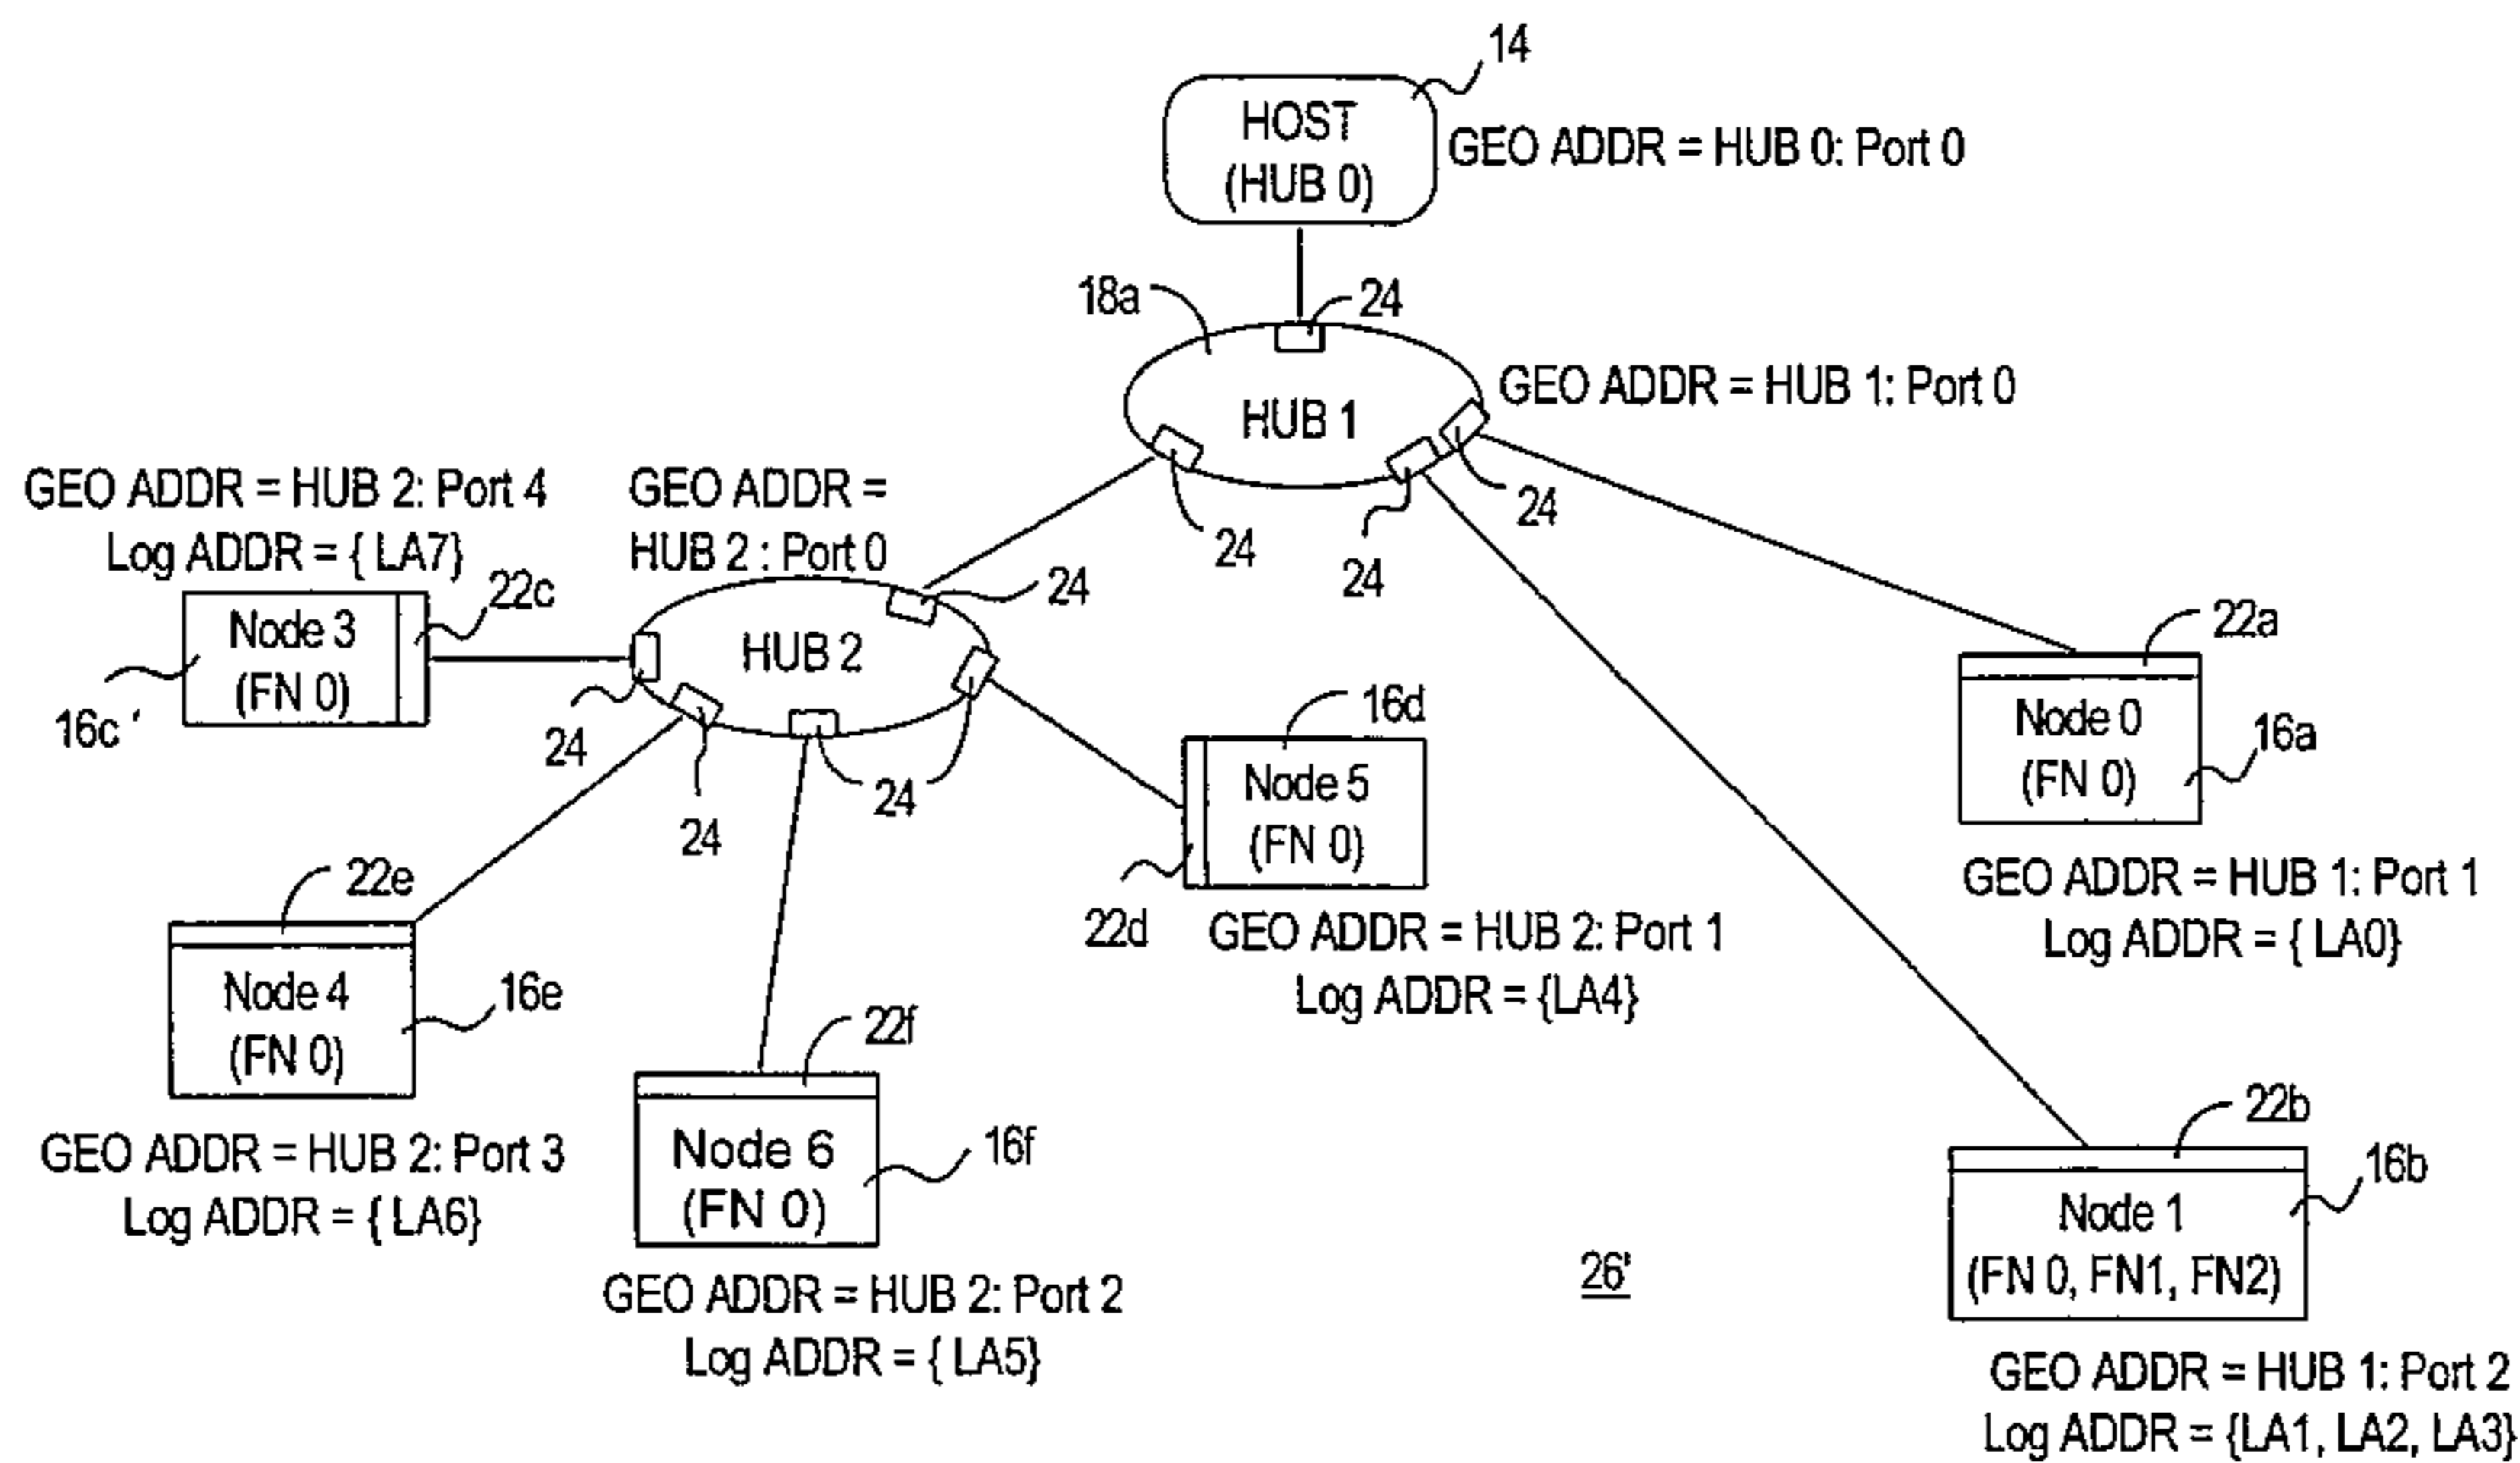 14
HOST
(HUB 0)
GEO ADDR = HUB 0: Port 0
18a
24
HUB 1
GEO ADDR = HUB 1: Port 0
24
24
24
GEO ADDR = HUB 2: Port 4
Log ADDR = { LA7}
GEO ADDR =
HUB 2 : Port 0
22c
Node 3
(FN 0)
16c '
24
HUB 2
24
24
24
16d
Node 5
(FN 0)
22d
GEO ADDR = HUB 2: Port 1
Log ADDR = {LA4}
22a
Node 0
(FN 0)
16a
GEO ADDR = HUB 1: Port 1
Log ADDR = { LA0}
22e
Node 4
(FN 0)
16e
GEO ADDR = HUB 2: Port 3
Log ADDR = { LA6}
22f
Node 6
(FN 0)
16f
GEO ADDR = HUB 2: Port 2
Log ADDR = { LA5}
26'
22b
Node 1
(FN 0, FN1, FN2)
16b
GEO ADDR = HUB 1: Port 2
Log ADDR = {LA1, LA2, LA3}